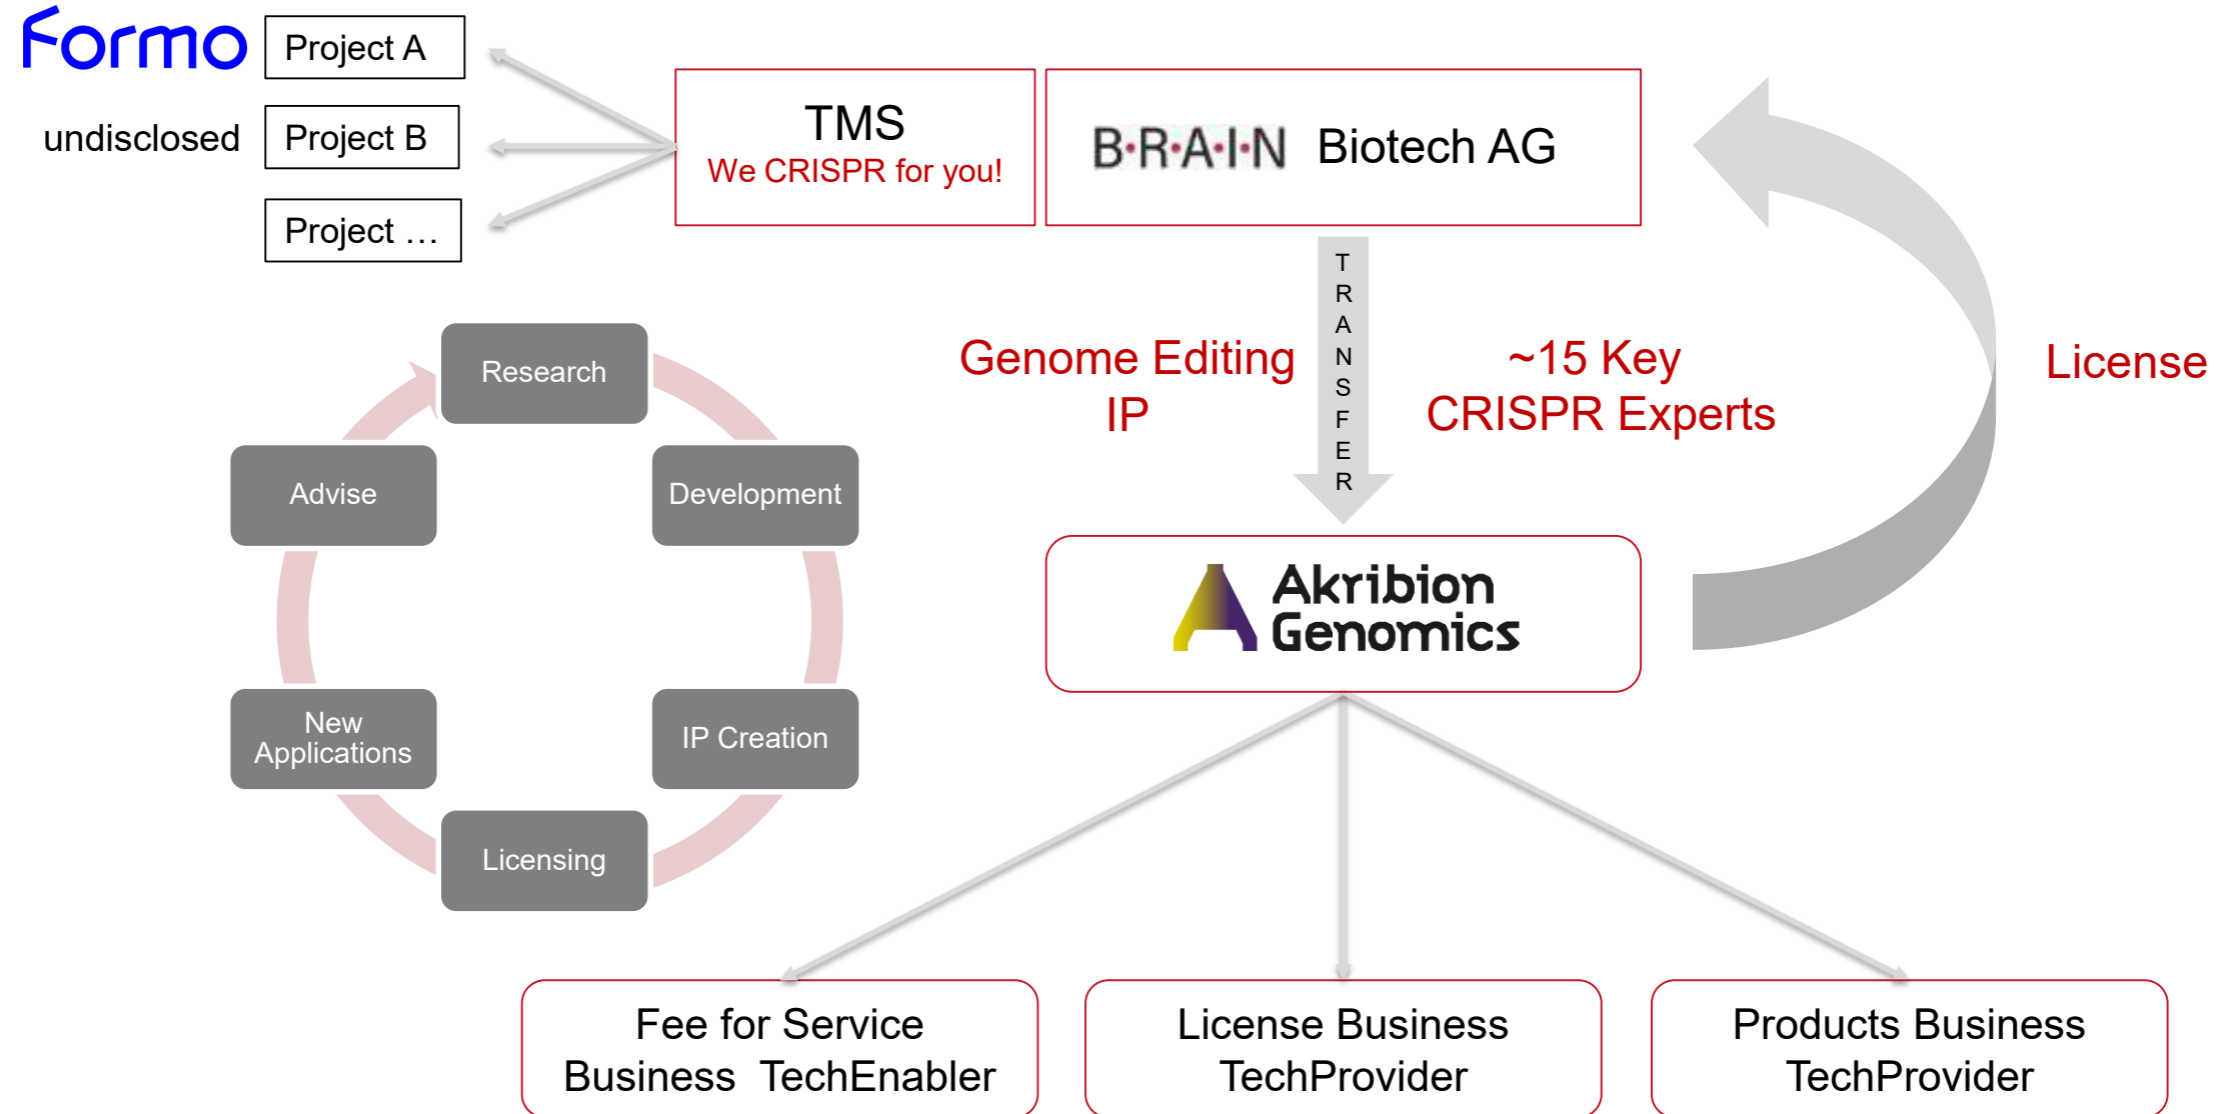 Formo
Project A
undisclosed
Project B
Project …
TMS
We CRISPR for you!
B·R·A·I·N Biotech AG
TRANSFER
Genome Editing
IP
~15 Key
CRISPR Experts
License
Research
Development
IP Creation
Licensing
New
Applications
Advise
Akribion
Genomics
Fee for Service
Business TechEnabler
License Business
TechProvider
Products Business
TechProvider